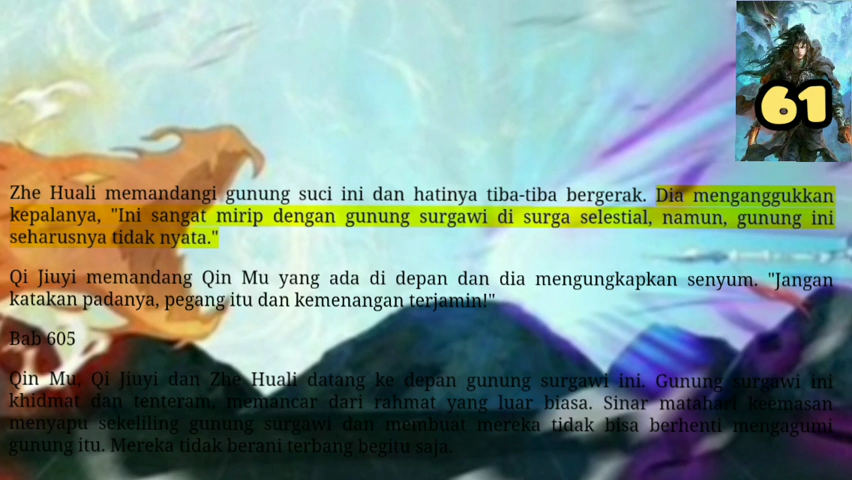 61
Zhe Huali memandangi gunung suci ini dan hatinya tiba-tiba bergerak. Dia menganggukkan
kepalanya, "Ini sangat mirip dengan gunung surgawi di surga selestial, namun, gunung ini
seharusnya tidak nyata."
Qi Jiuyi memandang Qin Mu yang ada di depan dan dia mengungkapkan senyum. "Jangan
katakan padanya, pegang itu dan kemenangan terjamin!"
Bab 605
Qin Mu, Qi Jiuyi dan Zhe Huali datang ke depan gunung surgawi ini. Gunung surgawi ini
khidmat dan tenteram, memancar dari rahmat yang luar biasa. Sinar matahari keemasan
menyapu sekeliling gunung surgawi dan membuat mereka tidak bisa berhenti mengagumi
gunung itu. Mereka tidak berani terbang begitu saja.